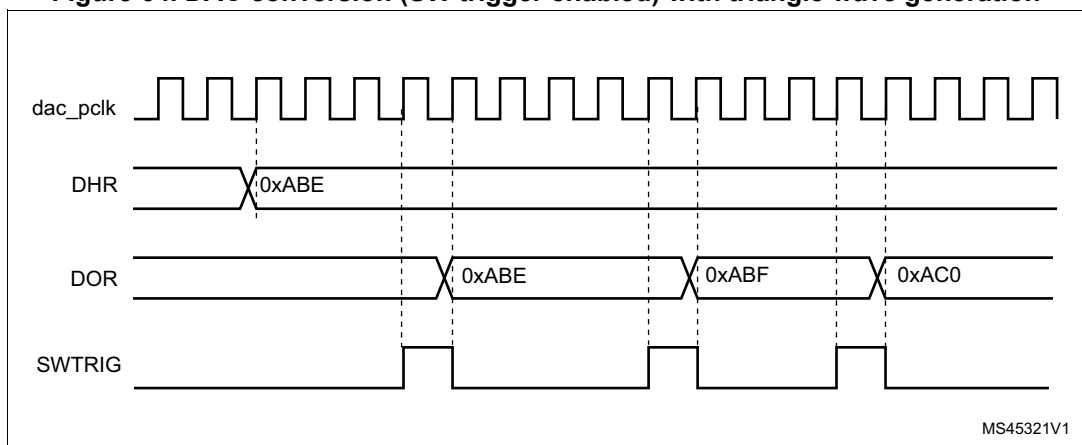 dac_pclk
DHR
0xABE
DOR
0xABE
0xABF
0xAC0
SWTRIG
MS45321V1